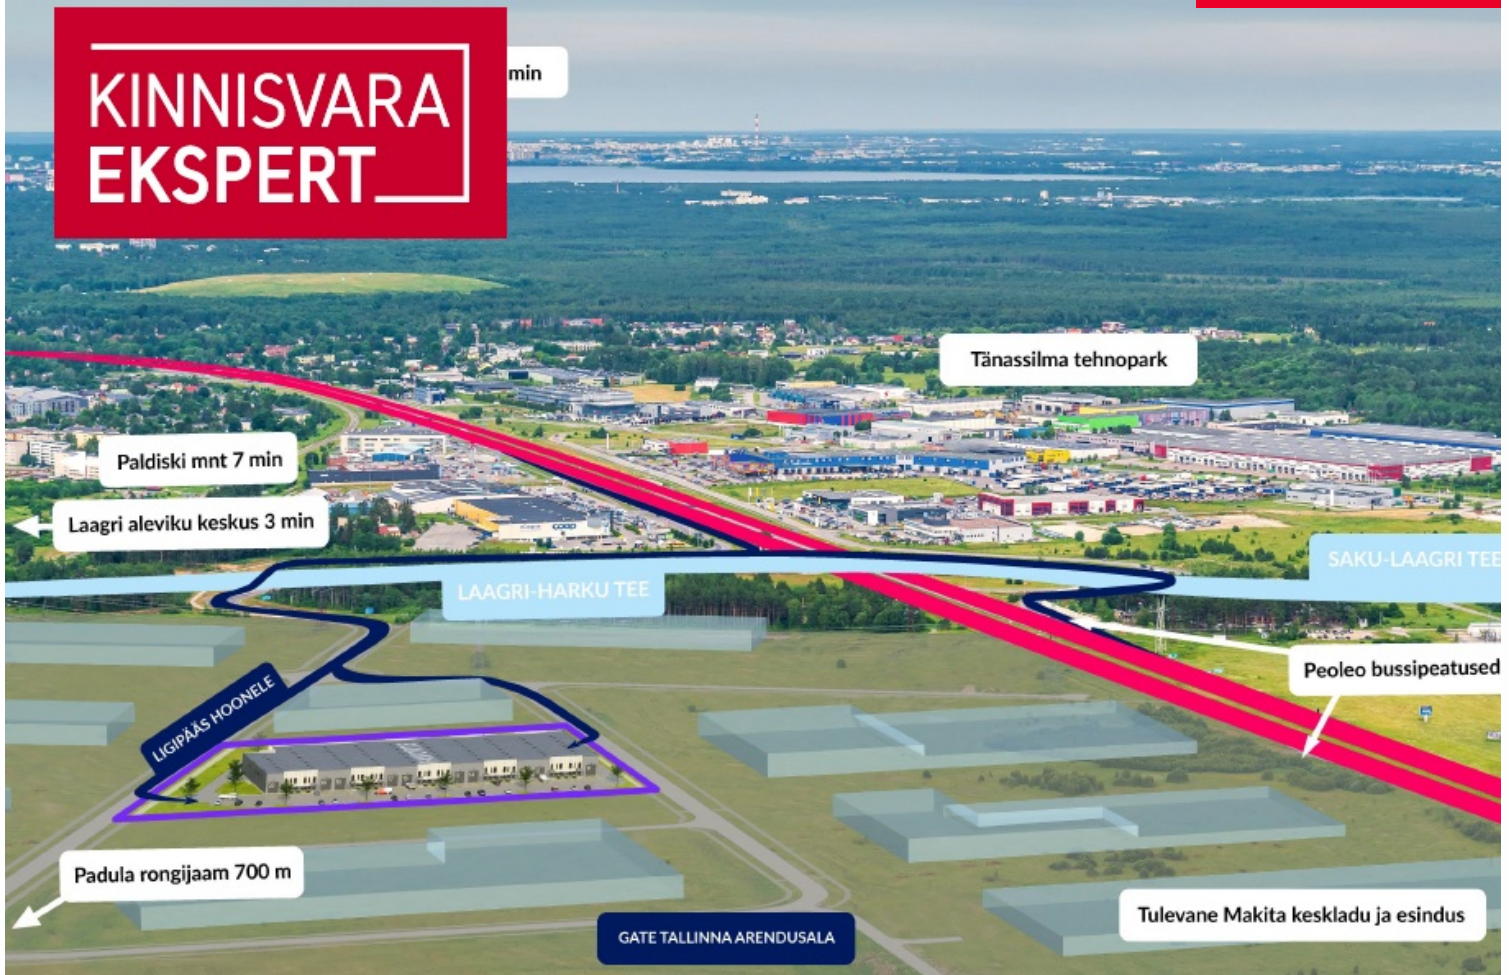 KINNISVARA
EKSPERT
min
Tänassilma tehnopark
Paldiski mnt 7 min
Laagri aleviku keskus 3 min
coop
SAKU-LAAGRI TEE
LAAGRI-HARKU TEE
Peoleo bussipeatused
LIGIPÄÄS HOONELE
Padula rongijaam 700 m
Tulevane Makita keskladu ja esindus
GATE TALLINNA ARENDUSALA